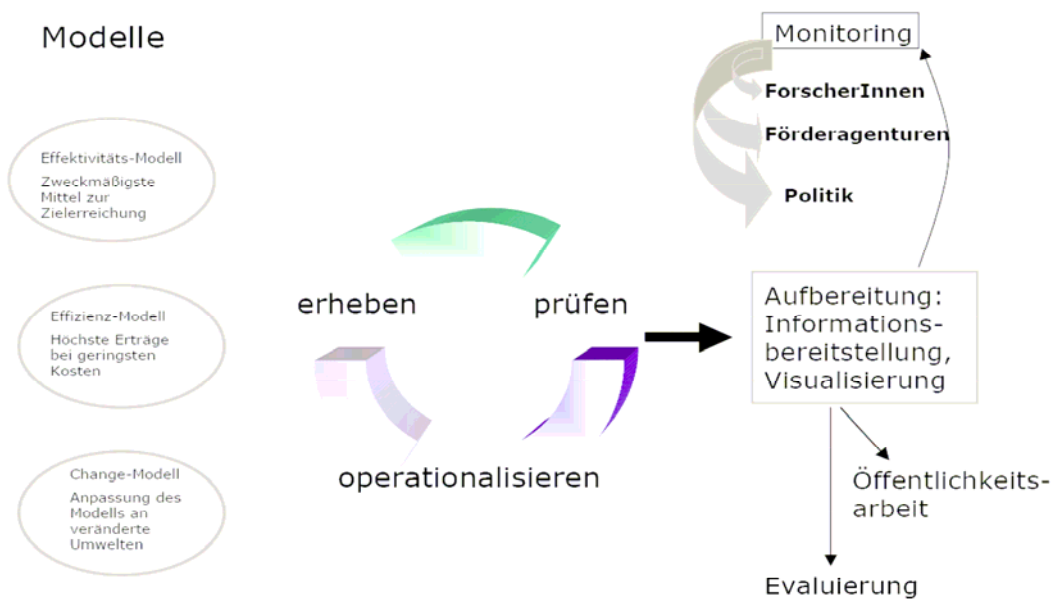 Modelle
Effektivitäts-Modell
Zweckmäßigste
Mittel zur
Zielerreichung
Effizienz-Modell
Höchste Erträge
bei geringsten
Kosten
Change-Modell
Anpassung des
Modells an
veränderte
Umwelten
erheben
prüfen
operationalisieren
Monitoring
ForscherInnen
Förderagenturen
Politik
Aufbereitung:
Informations-
bereitstellung,
Visualisierung
Öffentlichkeits-
arbeit
Evaluierung